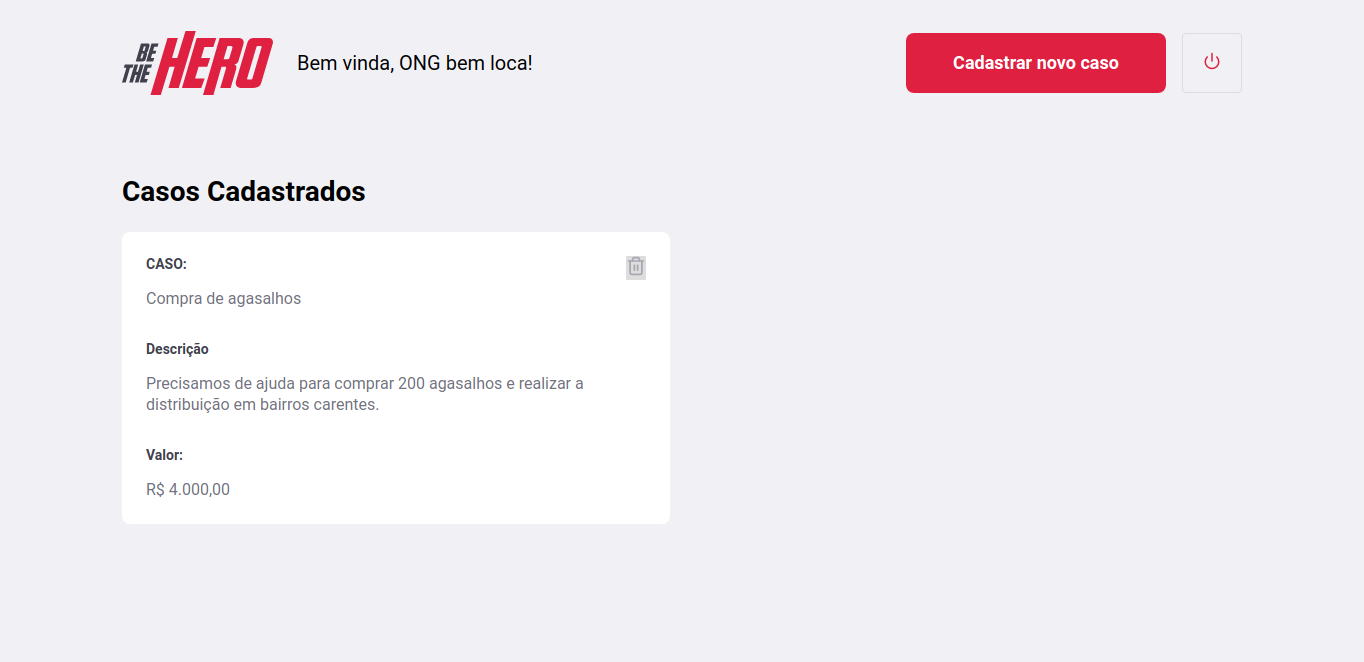 BE
THE
HERO
Bem vinda, ONG bem loca!
Cadastrar novo caso
Casos Cadastrados
CASO:
Compra de agasalhos
Descrição
Precisamos de ajuda para comprar 200 agasalhos e realizar a
distribuição em bairros carentes.
Valor:
R$ 4.000,00